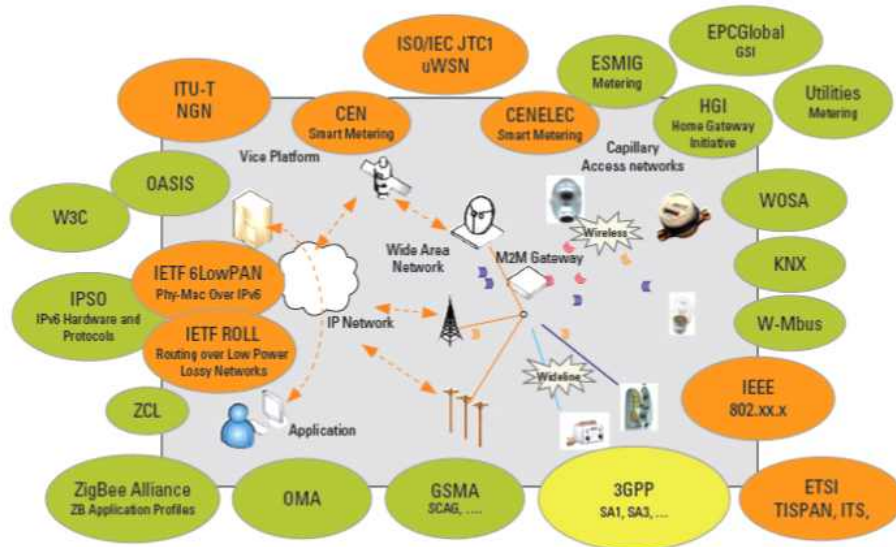 ISO/IEC JTC1
uWSN
EPCGlobal
GSI
ESMIG
Metering
ITU-T
NGN
CEN
Smart Metering
CENELEC
Smart Metering
HGI
Home Gateway
Initiative
Utilities
Metering
Vice Platform
Capillary
Access networks
OASIS
W3C
WOSA
Wireless
Wide Area
Network
M2M Gateway
IETF 6LowPAN
Phy-Mac Over IPv6
KNX
IPSO
IPv6 Hardware and
Protocols
IP Network
W-Mbus
IETF ROLL
Routing over Low Power
Lossy Networks
Wideline
IEEE
802.xx.x
ZCL
Application
ZigBee Alliance
ZB Application Profiles
OMA
GSMA
SCAG, ....
3GPP
SA1, SA3, ...
ETSI
TISPAN, ITS,